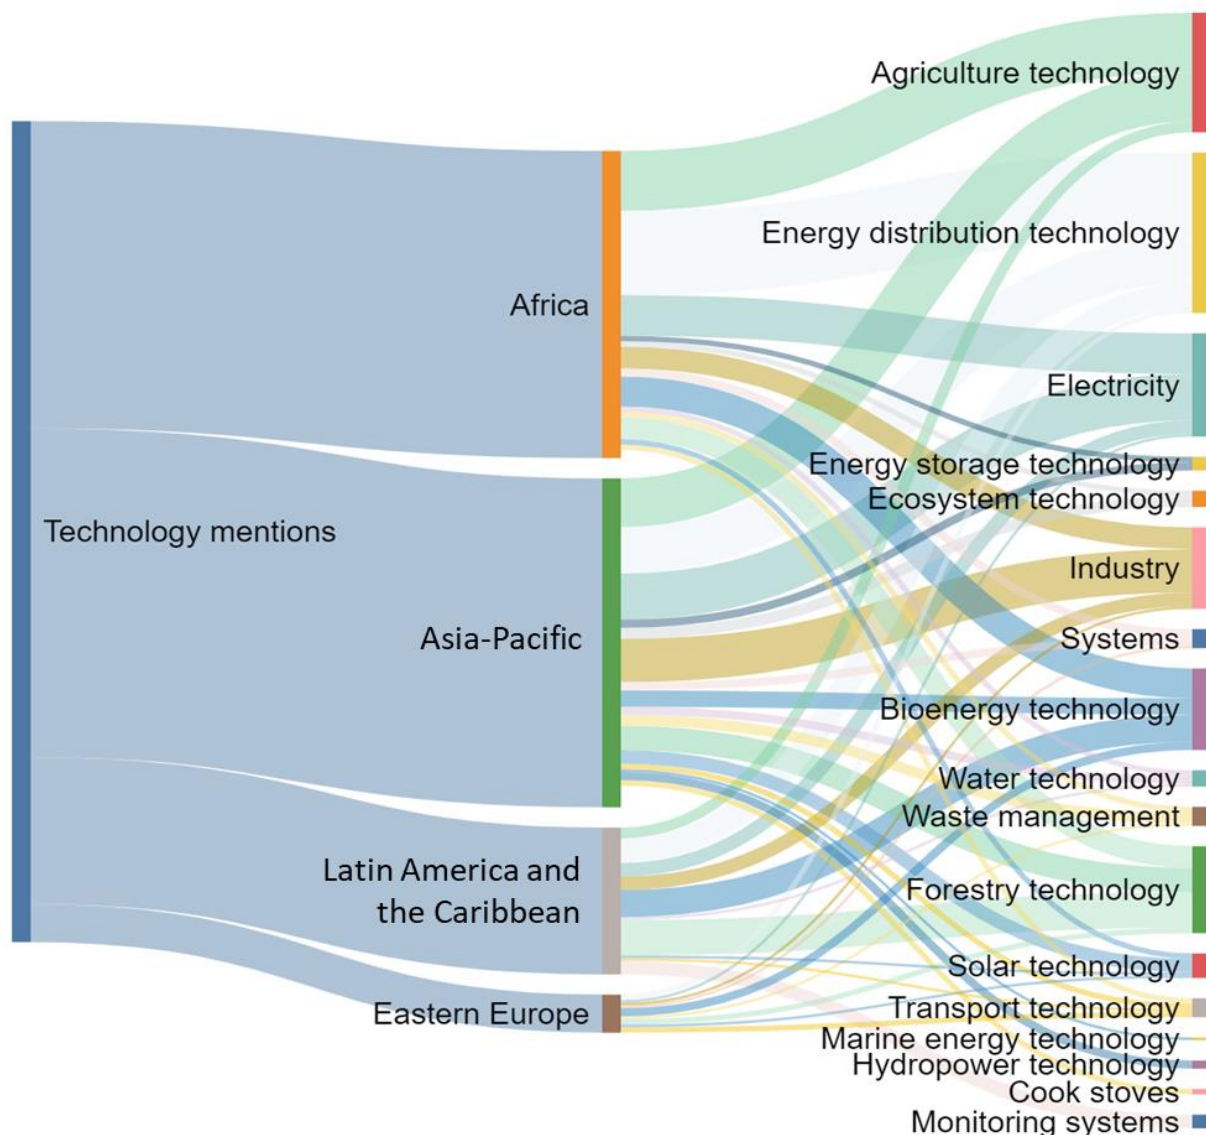 Technology mentions
Africa
Asia-Pacific
Latin America and
the Caribbean
Eastern Europe
Agriculture technology
Energy distribution technology
Electricity
Energy storage technology
Ecosystem technology
Industry
Systems
Bioenergy technology
Water technology
Waste management
Forestry technology
Solar technology
Transport technology
Marine energy technology
Hydropower technology
Cook stoves
Monitoring systems